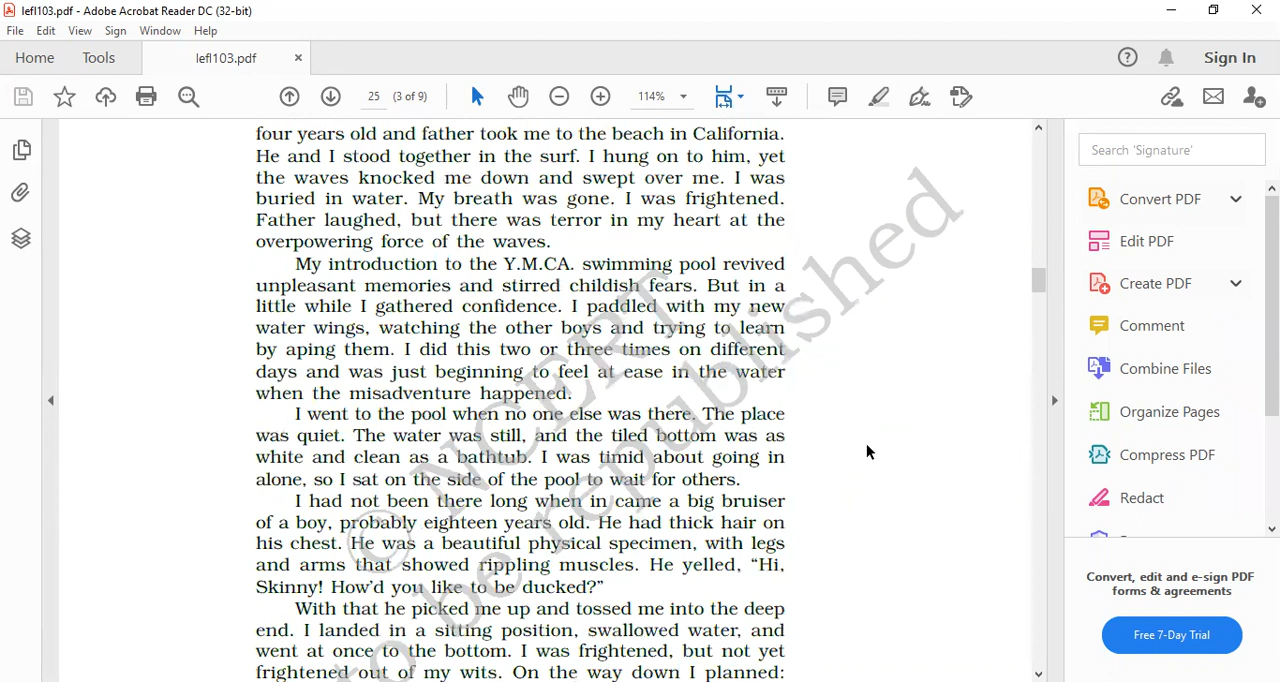 lefl103.pdf - Adobe Acrobat Reader DC (32-bit)
File Edit View Sign Window Help
Home Tools lefl103.pdf × Sign In
25 (3 of 9) 114%
four years old and father took me to the beach in California.
He and I stood together in the surf. I hung on to him, yet
the waves knocked me down and swept over me. I was
buried in water. My breath was gone. I was frightened.
Father laughed, but there was terror in my heart at the
overpowering force of the waves.
My introduction to the Y.M.CA. swimming pool revived
unpleasant memories and stirred childish fears. But in a
little while I gathered confidence. I paddled with my new
water wings, watching the other boys and trying to learn
by aping them. I did this two or three times on different
days and was just beginning to feel at ease in the water
when the misadventure happened.
I went to the pool when no one else was there. The place
was quiet. The water was still, and the tiled bottom was as
white and clean as a bathtub. I was timid about going in
alone, so I sat on the side of the pool to wait for others.
I had not been there long when in came a big bruiser
of a boy, probably eighteen years old. He had thick hair on
his chest. He was a beautiful physical specimen, with legs
and arms that showed rippling muscles. He yelled, “Hi,
Skinny! How’d you like to be ducked?”
With that he picked me up and tossed me into the deep
end. I landed in a sitting position, swallowed water, and
went at once to the bottom. I was frightened, but not yet
frightened out of my wits. On the way down I planned:
© NCERT
to be republished
Search 'Signature'
Convert PDF
Edit PDF
Create PDF
Comment
Combine Files
Organize Pages
Compress PDF
Redact
Convert, edit and e-sign PDF
forms & agreements
Free 7-Day Trial